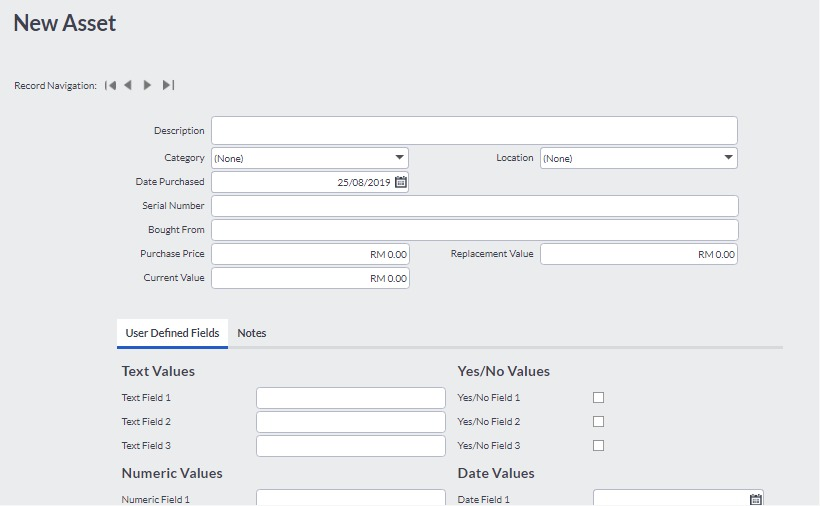 New Asset
Record Navigation:
Description
Category (None) Location (None)
Date Purchased 25/08/2019
Serial Number
Bought From
Purchase Price RM 0.00 Replacement Value RM 0.00
Current Value RM 0.00
User Defined Fields Notes
Text Values Yes/No Values
Text Field 1 Yes/No Field 1
Text Field 2 Yes/No Field 2
Text Field 3 Yes/No Field 3
Numeric Values Date Values
Numeric Field 1 Date Field 1